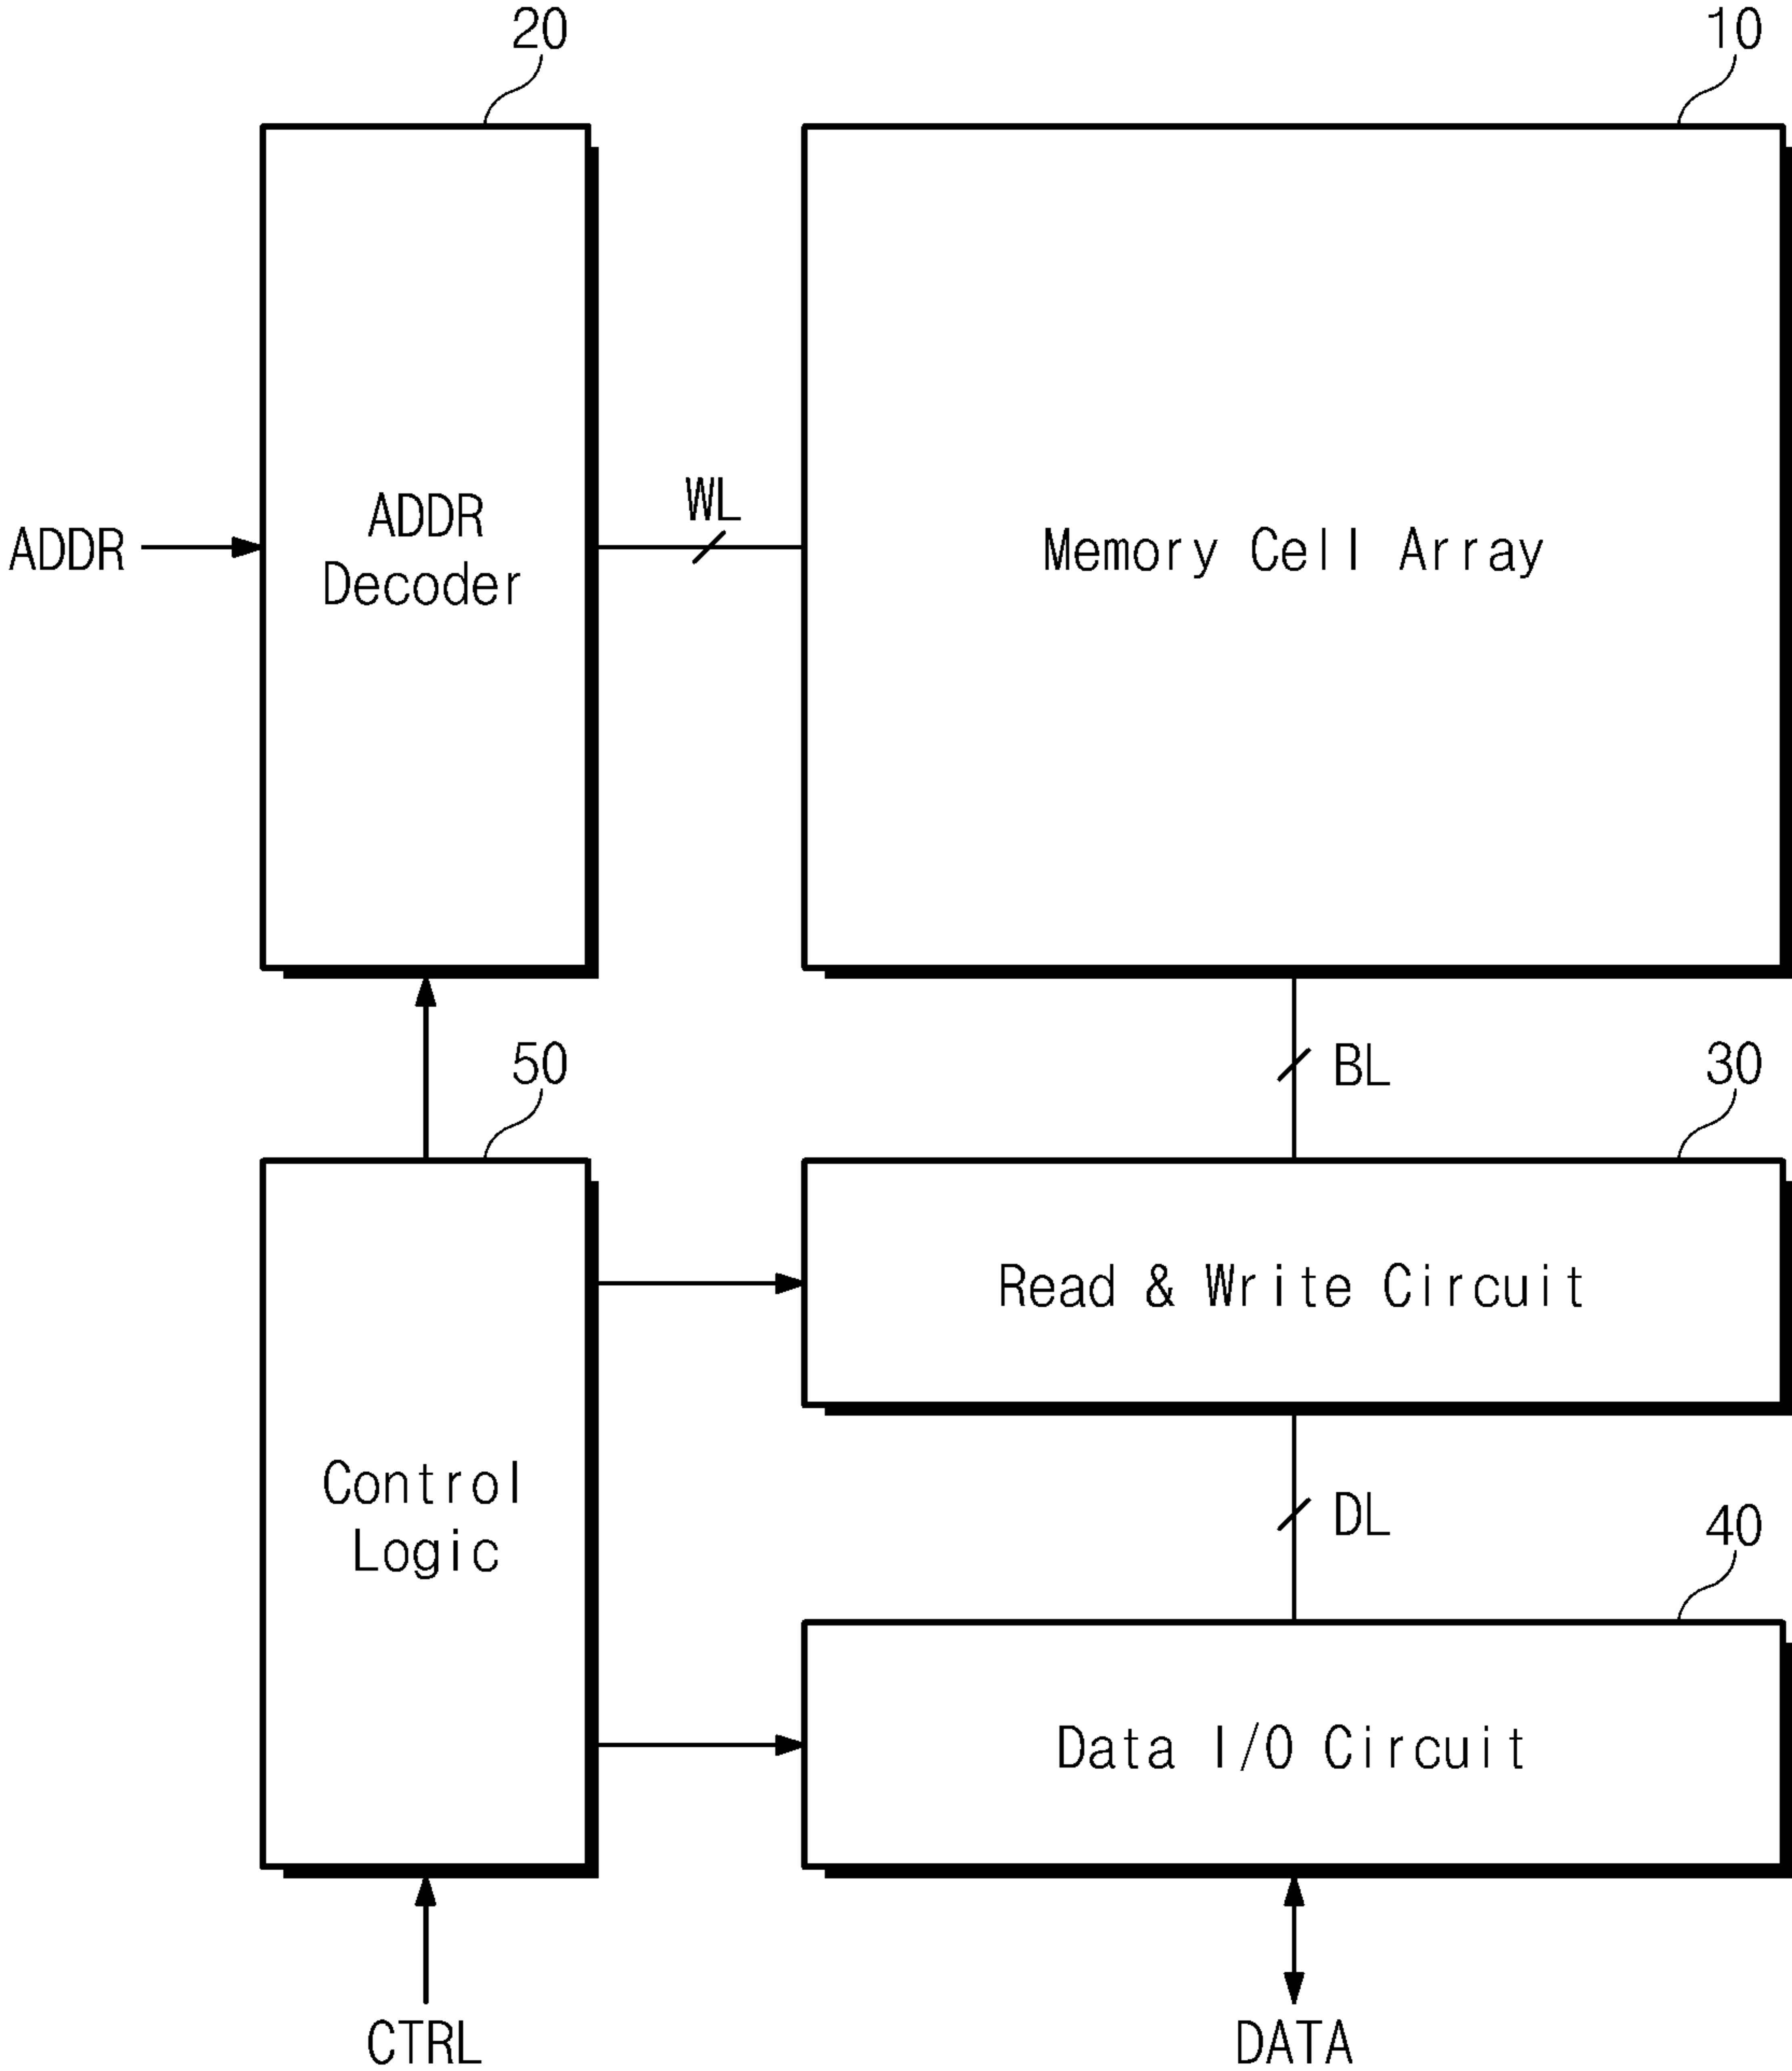 20
10
ADDR
ADDR
Decoder
WL
Memory Cell Array
50
BL
30
Read & Write Circuit
Control
Logic
DL
40
Data I/O Circuit
CTRL
DATA